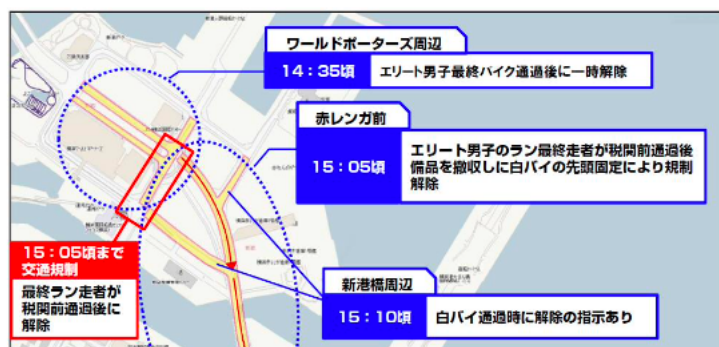 ワールドポーターズ周辺
14：35頃 エリート男子最終バイク通過後に一時解除
赤レンガ前
15：05頃
エリート男子のラン最終走者が税関前通過後
備品を撤収しに白バイの先頭固定により規制
解除
15：05頃まで
交通規制
最終ラン走者が
税関前通過後に
解除
新港橋周辺
15：10頃 白バイ通過時に解除の指示あり